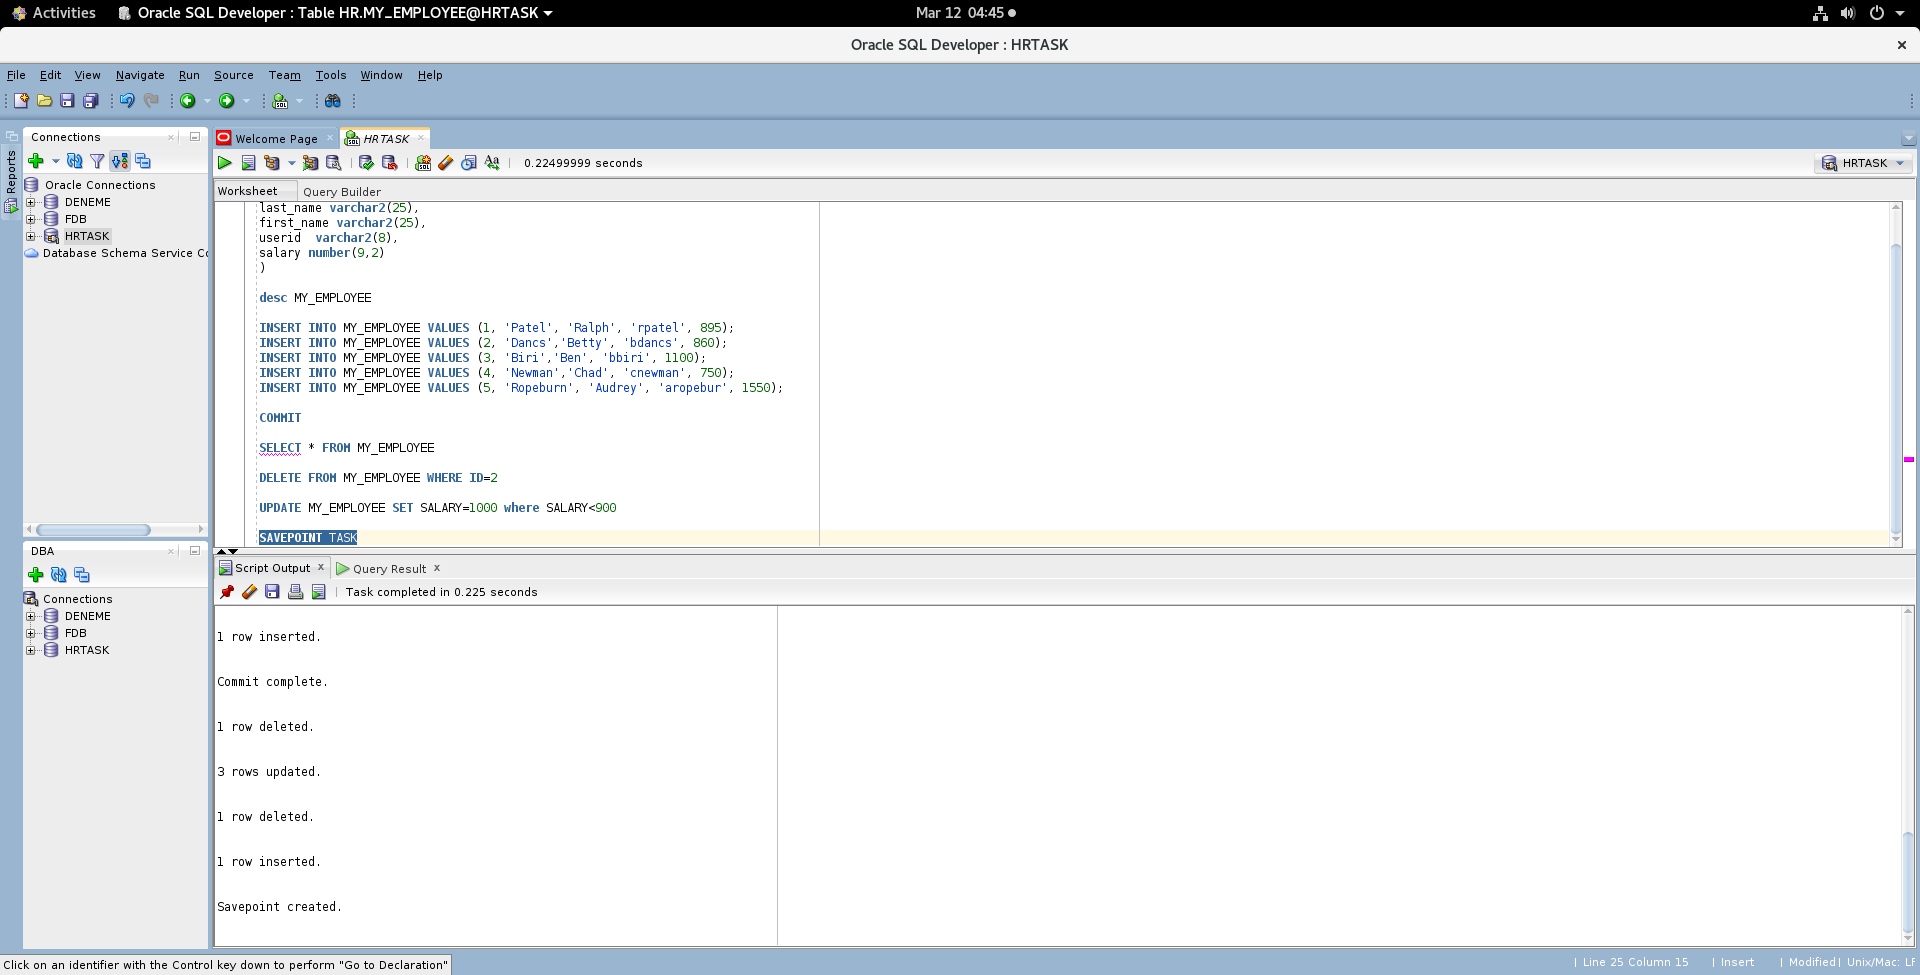 Activities
Oracle SQL Developer : Table HR.MY_EMPLOYEE@HRTASK
Mar 12 04:45
Oracle SQL Developer : HRTASK
File Edit View Navigate Run Source Team Tools Window Help
Reports
Connections
Oracle Connections
DENEME
FDB
HRTASK
Database Schema Service Co
Welcome Page
HRTASK
0.22499999 seconds
HRTASK
Worksheet
Query Builder
last_name varchar2(25),
first_name varchar2(25),
userid  varchar2(8),
salary number(9,2)
)
desc MY_EMPLOYEE
INSERT INTO MY_EMPLOYEE VALUES (1, 'Patel', 'Ralph', 'rpatel', 895);
INSERT INTO MY_EMPLOYEE VALUES (2, 'Dancs','Betty', 'bdancs', 860);
INSERT INTO MY_EMPLOYEE VALUES (3, 'Biri','Ben', 'bbiri', 1100);
INSERT INTO MY_EMPLOYEE VALUES (4, 'Newman','Chad', 'cnewman', 750);
INSERT INTO MY_EMPLOYEE VALUES (5, 'Ropeburn', 'Audrey', 'aropebur', 1550);
COMMIT
SELECT * FROM MY_EMPLOYEE
DELETE FROM MY_EMPLOYEE WHERE ID=2
UPDATE MY_EMPLOYEE SET SALARY=1000 where SALARY<900
SAVEPOINT TASK
DBA
Connections
DENEME
FDB
HRTASK
Script Output
Query Result
Task completed in 0.225 seconds
1 row inserted.
Commit complete.
1 row deleted.
3 rows updated.
1 row deleted.
1 row inserted.
Savepoint created.
Click on an identifier with the Control key down to perform "Go to Declaration"
Line 25 Column 15 | Insert | Modified | Unix/Mac: LF